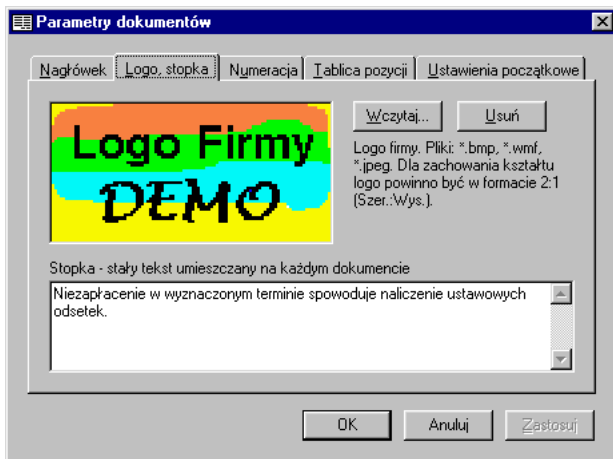 Parametry dokumentów
Nagłówek
Logo, stopka
Numeracja
Tablica pozycji
Ustawienia początkowe
Logo Firmy
DEMO
Wczytaj...
Usuń
Logo firmy. Pliki: *.bmp, *.wmf,
*.jpeg. Dla zachowania kształtu
logo powinno być w formacie 2:1
(Szer.:Wys.).
Stopka - stały tekst umieszczany na każdym dokumencie
Niezapłacenie w wyznaczonym terminie spowoduje naliczenie ustawowych
odsetek.
OK
Anuluj
Zastosuj